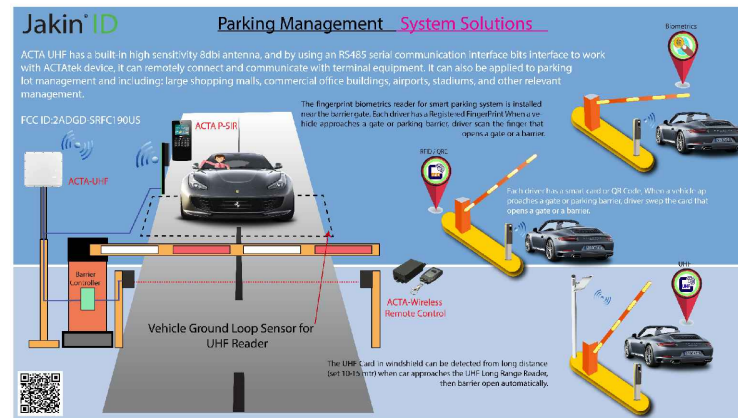 Jakin® ID
Parking Management System Solutions
ACTA UHF has a built-in high sensitivity 8dbi antenna, and by using an RS485 serial communication interface bits interface to work
with ACTAtek device, it can remotely connect and communicate with terminal equipment. It can also be applied to parking
lot management and including: large shopping malls, commercial office buildings, airports, stadiums, and other relevant
management.
FCC ID:2ADGD-SRFC190US
ACTA P-SIR
ACTA-UHF
Barrier
Controller
Vehicle Ground Loop Sensor for
UHF Reader
ACTA-Wireless
Remote Control
Biometrics
The fingerprint biometrics reader for smart parking system is installed
near the barrier gate. Each driver has a Registered FingerPrint When a ve-
hicle approaches a gate or parking barrier, driver scan the finger that
opens a gate or a barrier.
RFID / QRC
Each driver has a smart card or QR Code, When a vehicle ap
proaches a gate or parking barrier, driver swep the card that
opens a gate or a barrier.
UHF
The UHF Card in windshield can be detected from long distance
(set 10-15 mtr) when car approaches the UHF Long Range Reader,
then barrier open automatically.